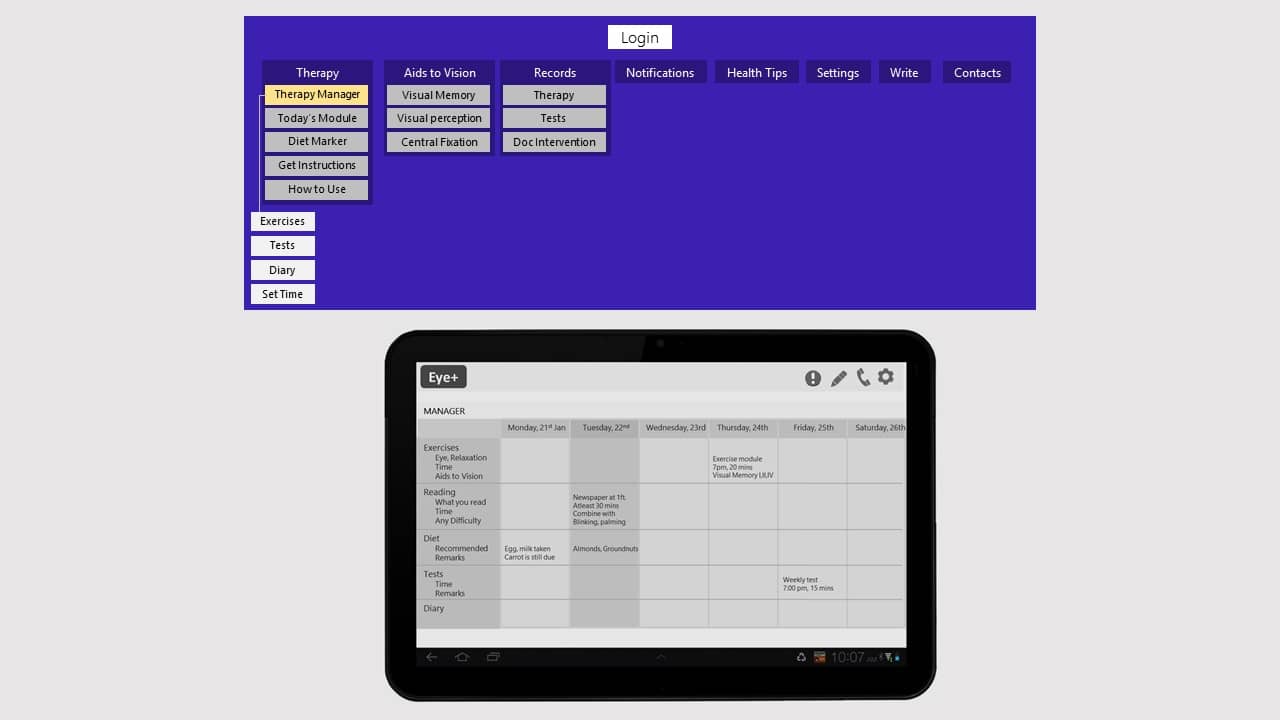 Login
Therapy
Aids to Vision
Records
Notifications
Health Tips
Settings
Write
Contacts
Therapy Manager
Visual Memory
Therapy
Today's Module
Visual perception
Tests
Diet Marker
Central Fixation
Doc Intervention
Get Instructions
How to Use
Exercises
Tests
Diary
Set Time
Eye+
MANAGER
Monday, 21st Jan
Tuesday, 22nd
Wednesday, 23rd
Thursday, 24th
Friday, 25th
Saturday, 26th
Exercises
Eye, Relaxation
Time
Aids to Vision
Exercise module
7pm, 20 mins
Visual Memory
Reading
What you read
Time
Any Difficulty
Newspaper at 1ft.
Atleast 30 mins
Combine with
Blinking, palming
Diet
Recommended
Remarks
Egg, milk taken
Carrot is still due
Almonds, Groundnuts
Tests
Time
Remarks
Weekly test
7:00 pm, 15 mins
Diary
10:07 AM